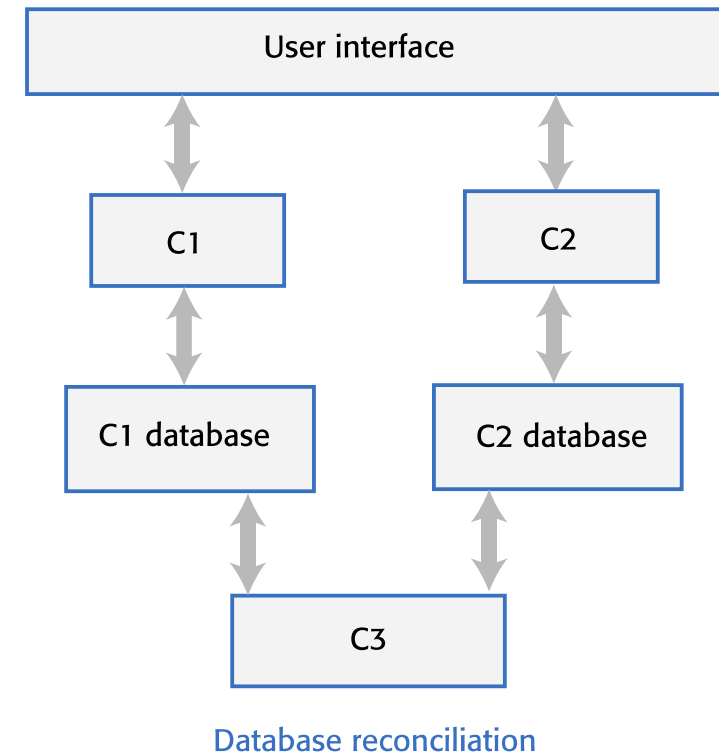 User interface
C1
C2
C1 database
C2 database
C3
Database reconciliation